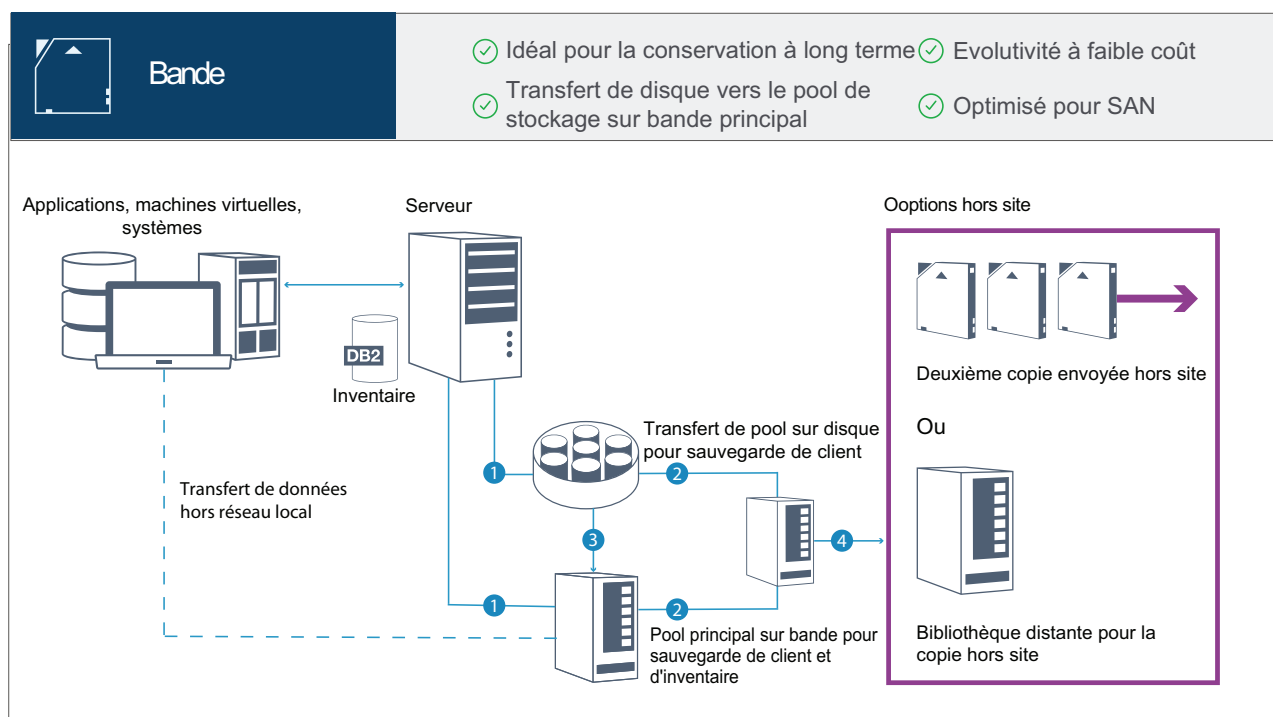 Bande
Idéal pour la conservation à long terme
Evolutivité à faible coût
Transfert de disque vers le pool de
stockage sur bande principal
Optimisé pour SAN
Applications, machines virtuelles,
systèmes
Serveur
Ooptions hors site
DB2
Inventaire
Deuxième copie envoyée hors site
Ou
Transfert de pool sur disque
pour sauvegarde de client
1
2
Transfert de données
hors réseau local
3
4
1
2
Pool principal sur bande pour
sauvegarde de client et
d'inventaire
Bibliothèque distante pour la
copie hors site